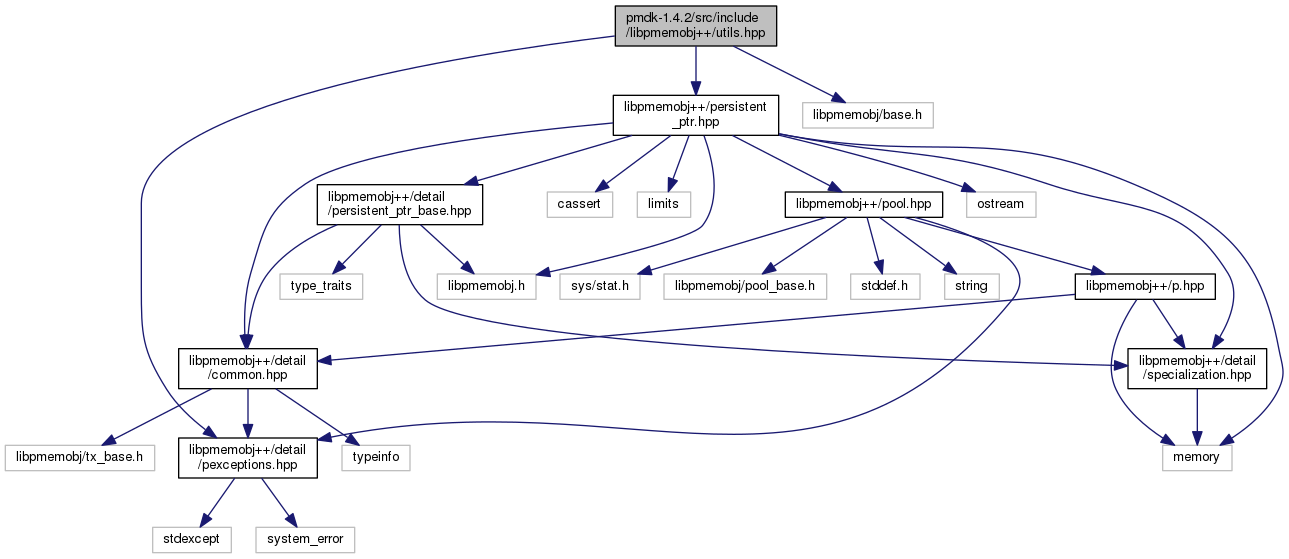 pmdk-1.4.2/src/include
/libpmemobj++/utils.hpp
libpmemobj++/persistent
_ptr.hpp
libpmemobj/base.h
libpmemobj++/detail
/persistent_ptr_base.hpp
cassert
limits
libpmemobj++/pool.hpp
ostream
type_traits
libpmemobj.h
sys/stat.h
libpmemobj/pool_base.h
stddef.h
string
libpmemobj++/p.hpp
libpmemobj++/detail
/common.hpp
libpmemobj++/detail
/specialization.hpp
libpmemobj/tx_base.h
libpmemobj++/detail
/pexceptions.hpp
typeinfo
memory
stdexcept
system_error